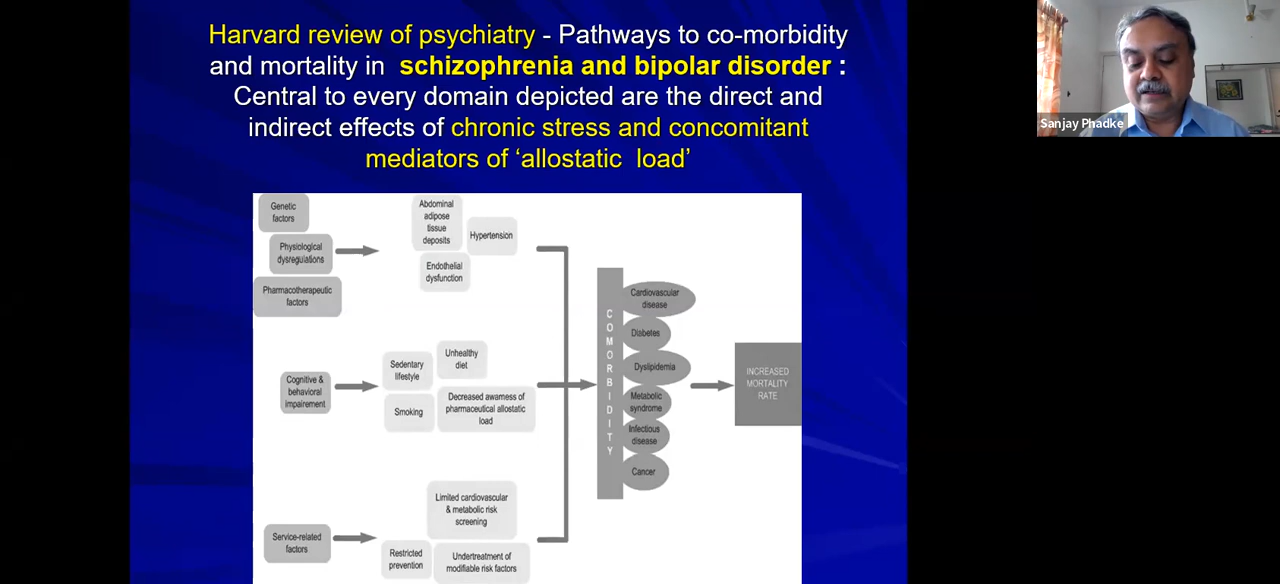 Harvard review of psychiatry - Pathways to co-morbidity
and mortality in schizophrenia and bipolar disorder :
Central to every domain depicted are the direct and
indirect effects of chronic stress and concomitant
mediators of ‘allostatic load’
Sanjay Phadke
Genetic
factors
Physiological
dysregulations
Pharmacotherapeutic
factors
Abdominal
adipose
tissue
deposits
Hypertension
Endothelial
dysfunction
Cognitive &
behavioral
impairement
Sedentary
lifestyle
Unhealthy
diet
Smoking
Decreased awarness of
pharmaceutical allostatic
load
Service-related
factors
Limited cardiovascular
& metabolic risk
screening
Restricted
prevention
Undertreatment of
modifiable risk factors
COMORBIDITY
Cardiovascular
disease
Diabetes
Dyslipidemia
Metabolic
syndrome
Infectious
disease
Cancer
INCREASED
MORTALITY
RATE